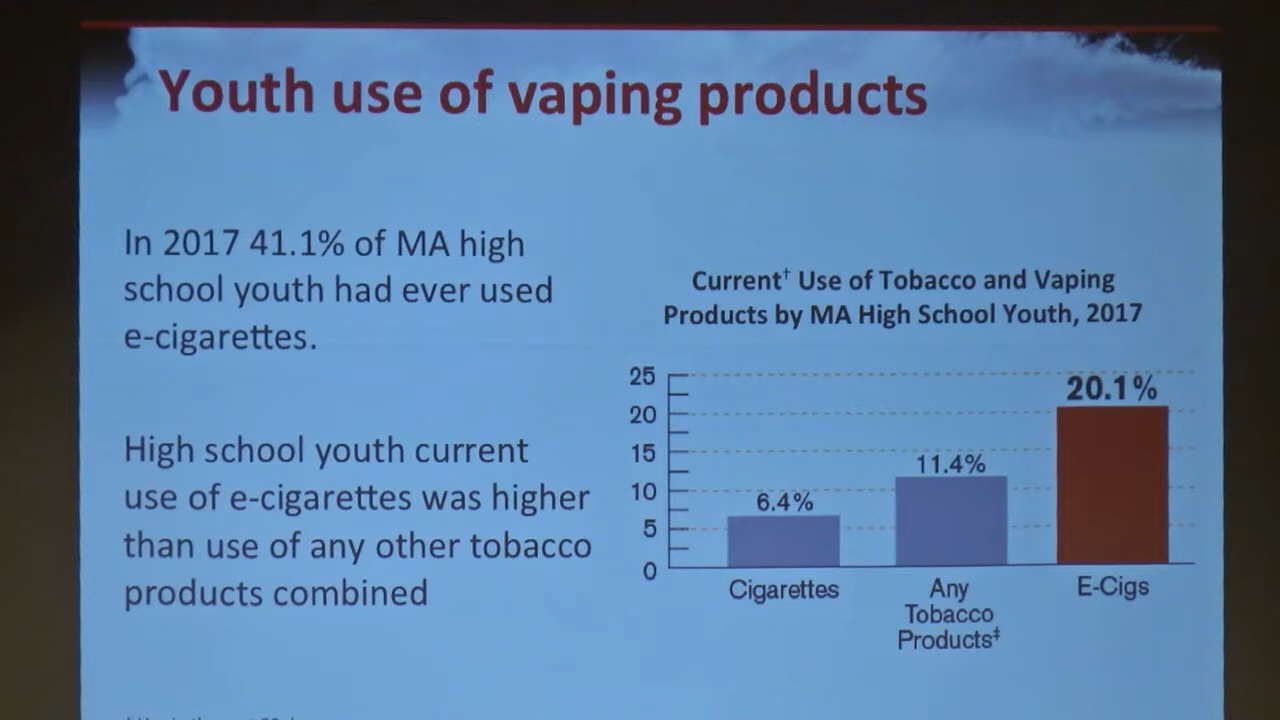 Youth use of vaping products
In 2017 41.1% of MA high
school youth had ever used
e-cigarettes.
High school youth current
use of e-cigarettes was higher
than use of any other tobacco
products combined
Current† Use of Tobacco and Vaping
Products by MA High School Youth, 2017
25
20
15
10
5
0
6.4%
11.4%
20.1%
Cigarettes
Any
Tobacco
Products‡
E-Cigs